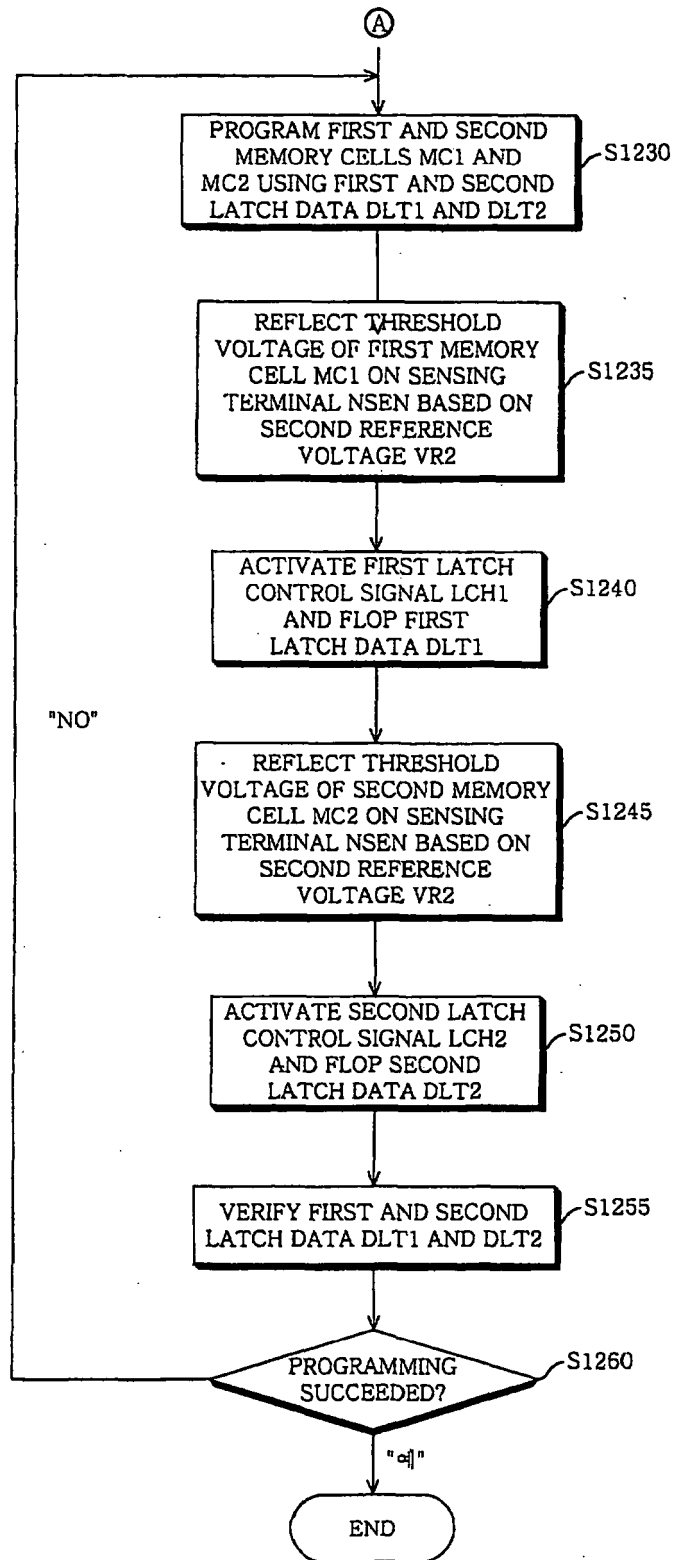 A
PROGRAM FIRST AND SECOND
MEMORY CELLS MC1 AND
MC2 USING FIRST AND SECOND
LATCH DATA DLT1 AND DLT2
S1230
REFLECT THRESHOLD
VOLTAGE OF FIRST MEMORY
CELL MC1 ON SENSING
TERMINAL NSEN BASED ON
SECOND REFERENCE
VOLTAGE VR2
S1235
ACTIVATE FIRST LATCH
CONTROL SIGNAL LCH1
AND FLOP FIRST
LATCH DATA DLT1
S1240
"NO"
REFLECT THRESHOLD
VOLTAGE OF SECOND MEMORY
CELL MC2 ON SENSING
TERMINAL NSEN BASED ON
SECOND REFERENCE
VOLTAGE VR2
S1245
ACTIVATE SECOND LATCH
CONTROL SIGNAL LCH2
AND FLOP SECOND
LATCH DATA DLT2
S1250
VERIFY FIRST AND SECOND
LATCH DATA DLT1 AND DLT2
S1255
PROGRAMMING
SUCCEEDED?
S1260
"예"
END